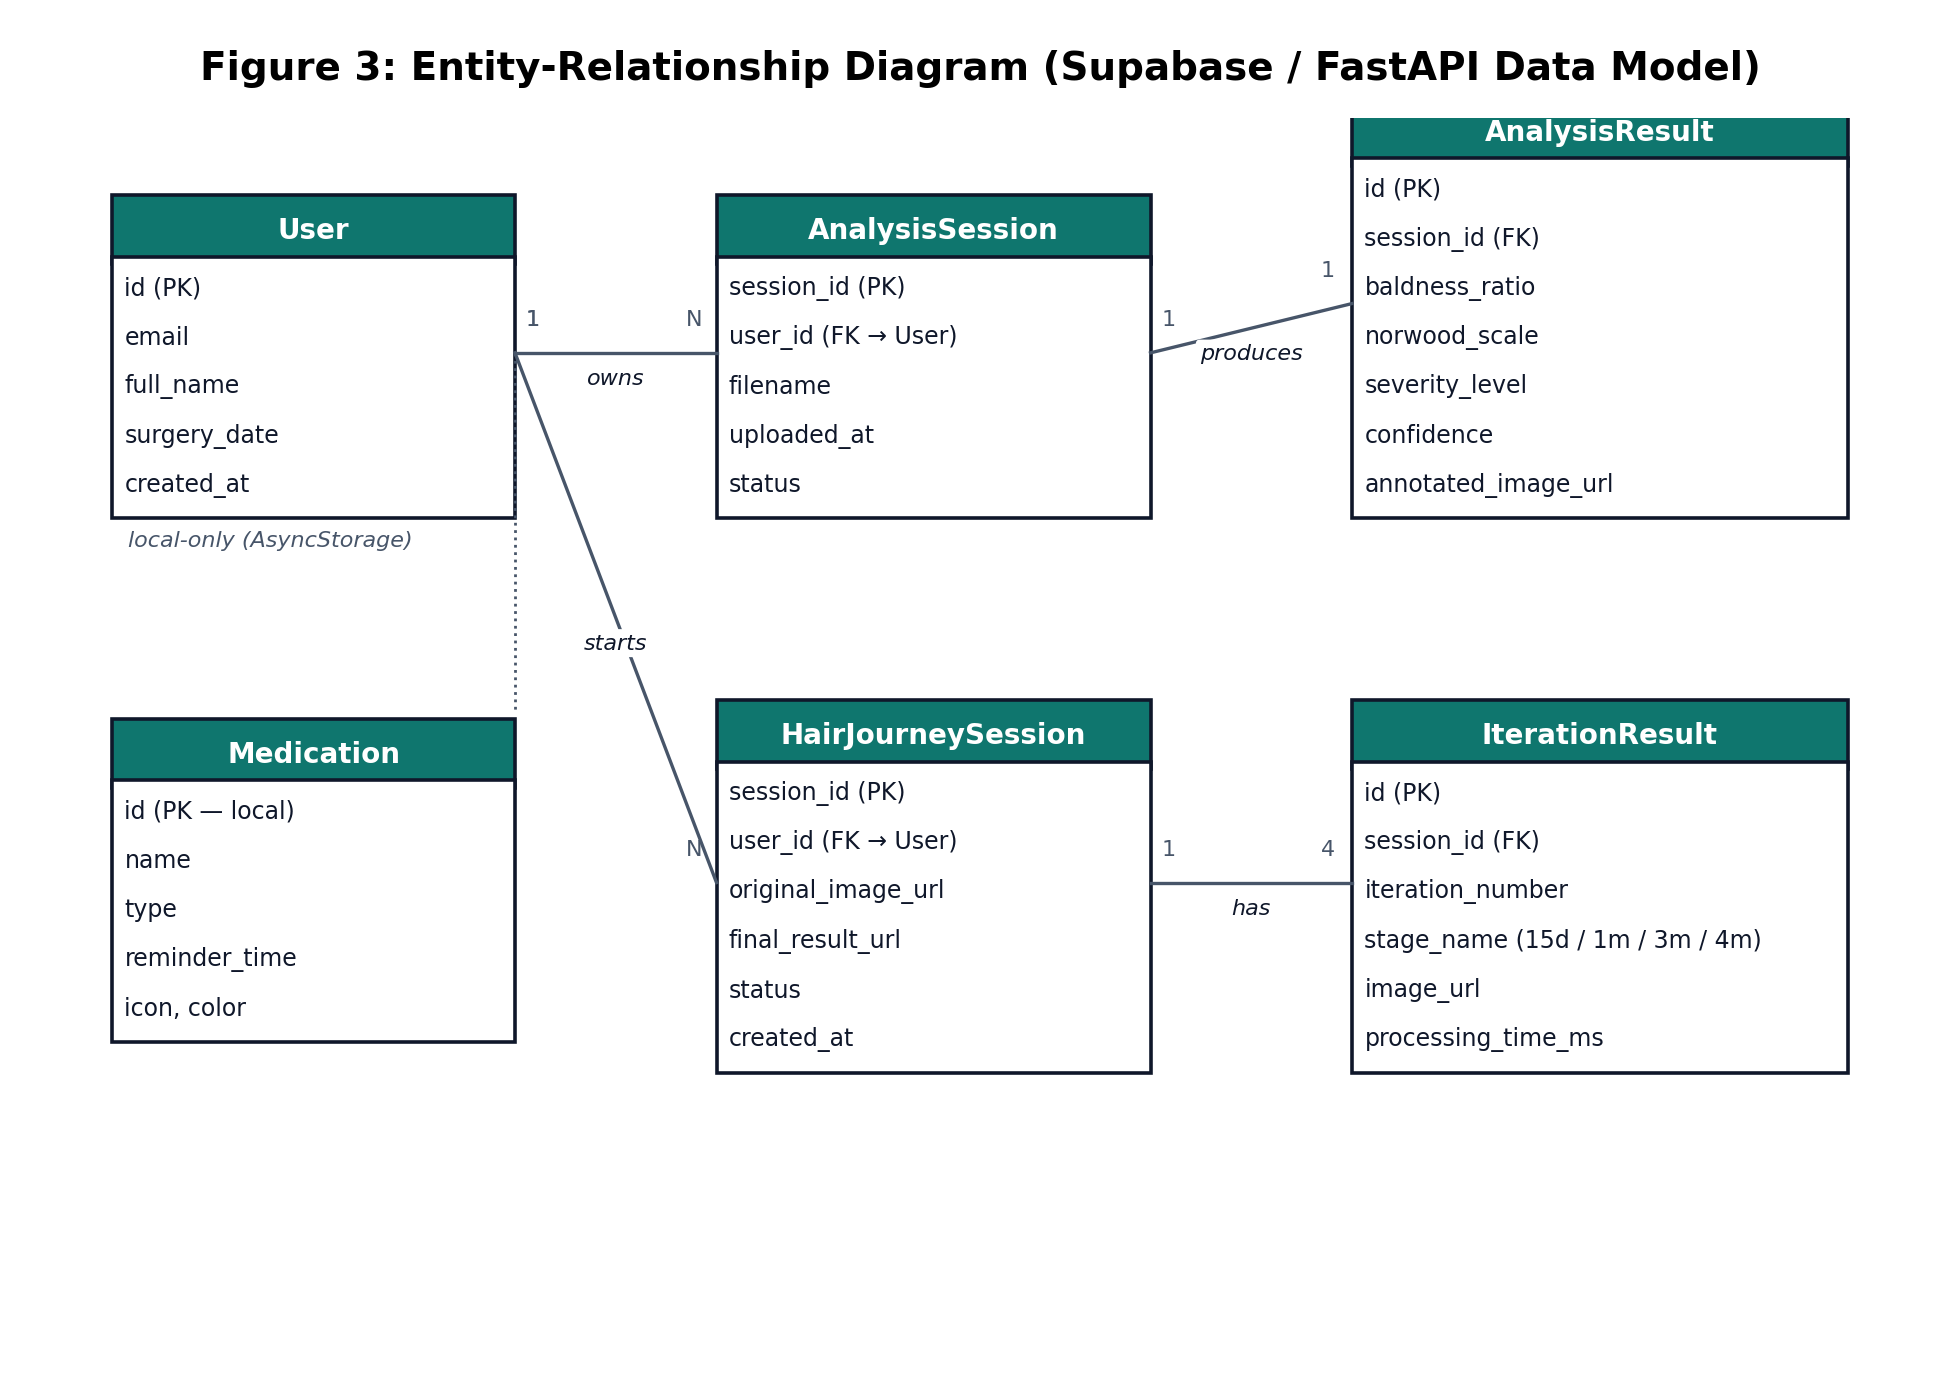 Figure 3: Entity-Relationship Diagram (Supabase / FastAPI Data Model)
User
id (PK)
email
full_name
surgery_date
created_at
local-only (AsyncStorage)
1
N
owns
AnalysisSession
session_id (PK)
user_id (FK → User)
filename
uploaded_at
status
1
1
produces
AnalysisResult
id (PK)
session_id (FK)
baldness_ratio
norwood_scale
severity_level
confidence
annotated_image_url
starts
N
Medication
id (PK — local)
name
type
reminder_time
icon, color
HairJourneySession
session_id (PK)
user_id (FK → User)
original_image_url
final_result_url
status
created_at
1
4
has
IterationResult
id (PK)
session_id (FK)
iteration_number
stage_name (15d / 1m / 3m / 4m)
image_url
processing_time_ms